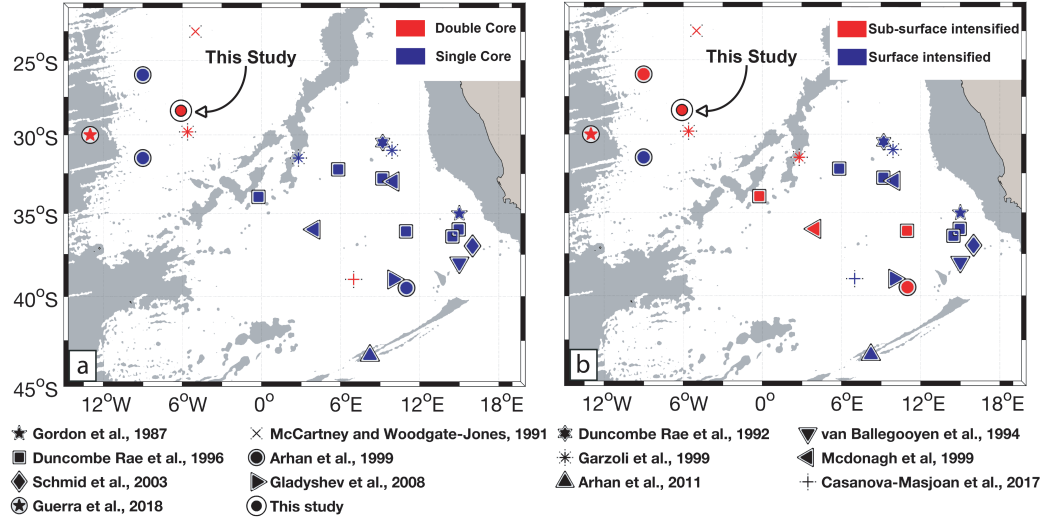 Double Core
Single Core
This Study
25°S
30°S
35°S
40°S
45°S
a
12°W
6°W
0°
6°E
12°E
18°E
Sub-surface intensified
Surface intensified
This Study
b
12°W
6°W
0°
6°E
12°E
18°E
Gordon et al., 1987
McCartney and Woodgate-Jones, 1991
Duncombe Rae et al., 1992
van Ballegooyen et al., 1994
Duncombe Rae et al., 1996
Arhan et al., 1999
Garzoli et al., 1999
Mcdonagh et al, 1999
Schmid et al., 2003
Gladyshev et al., 2008
Arhan et al., 2011
Casanova-Masjoan et al., 2017
Guerra et al., 2018
This study